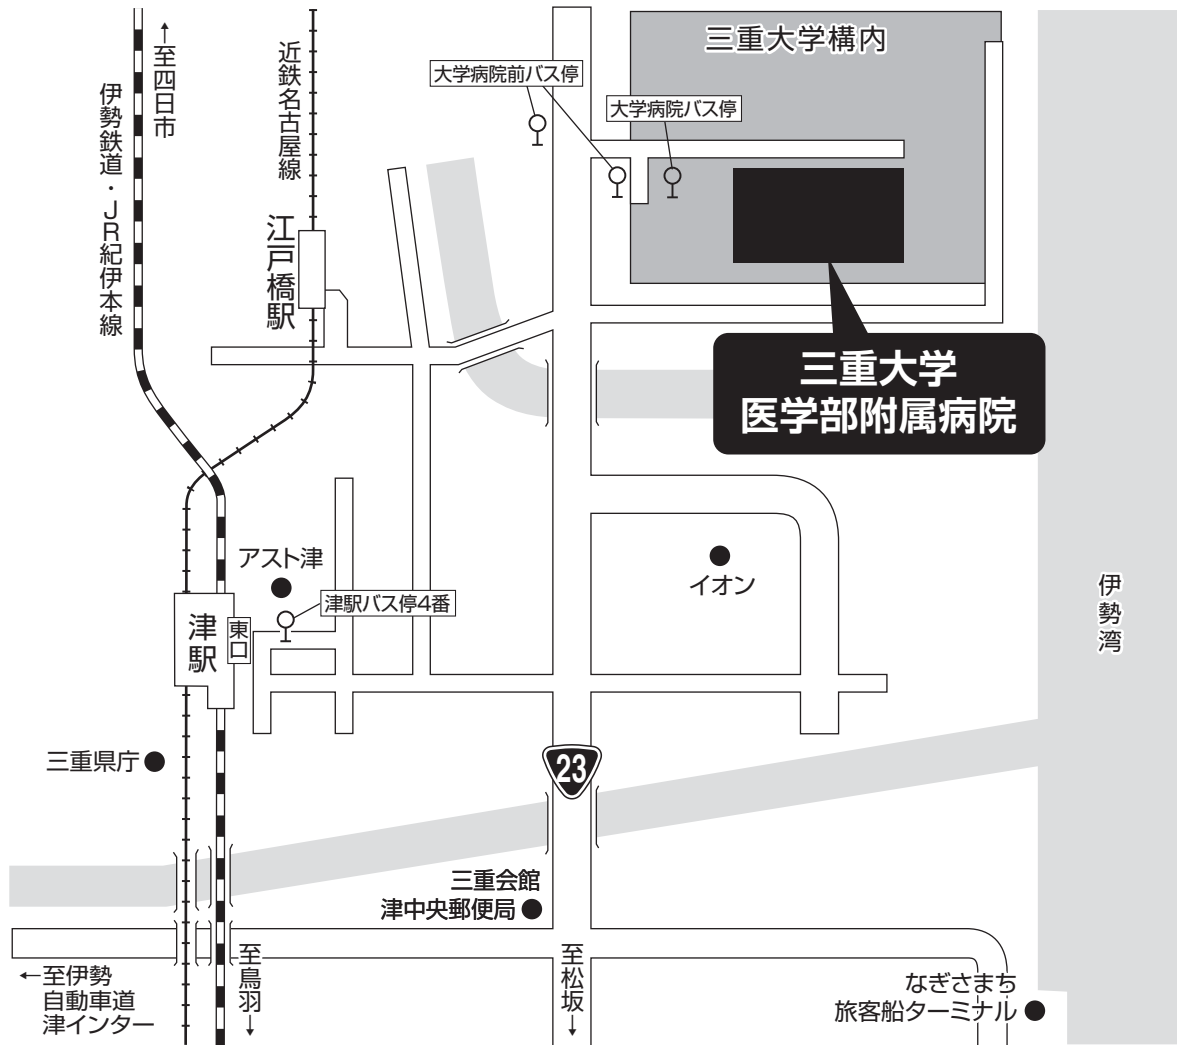 三重大学構内
↑至四日市
近鉄名古屋線
大学病院前バス停
大学病院バス停
伊勢鉄道・JR紀伊本線
江戸橋駅
三重大学
医学部附属病院
アスト津
イオン
津駅バス停4番
伊勢湾
津駅
東口
三重県庁
23
三重会館
津中央郵便局
←至伊勢
自動車道
津インター
至鳥羽↓
至松坂↓
なぎさまち
旅客船ターミナル